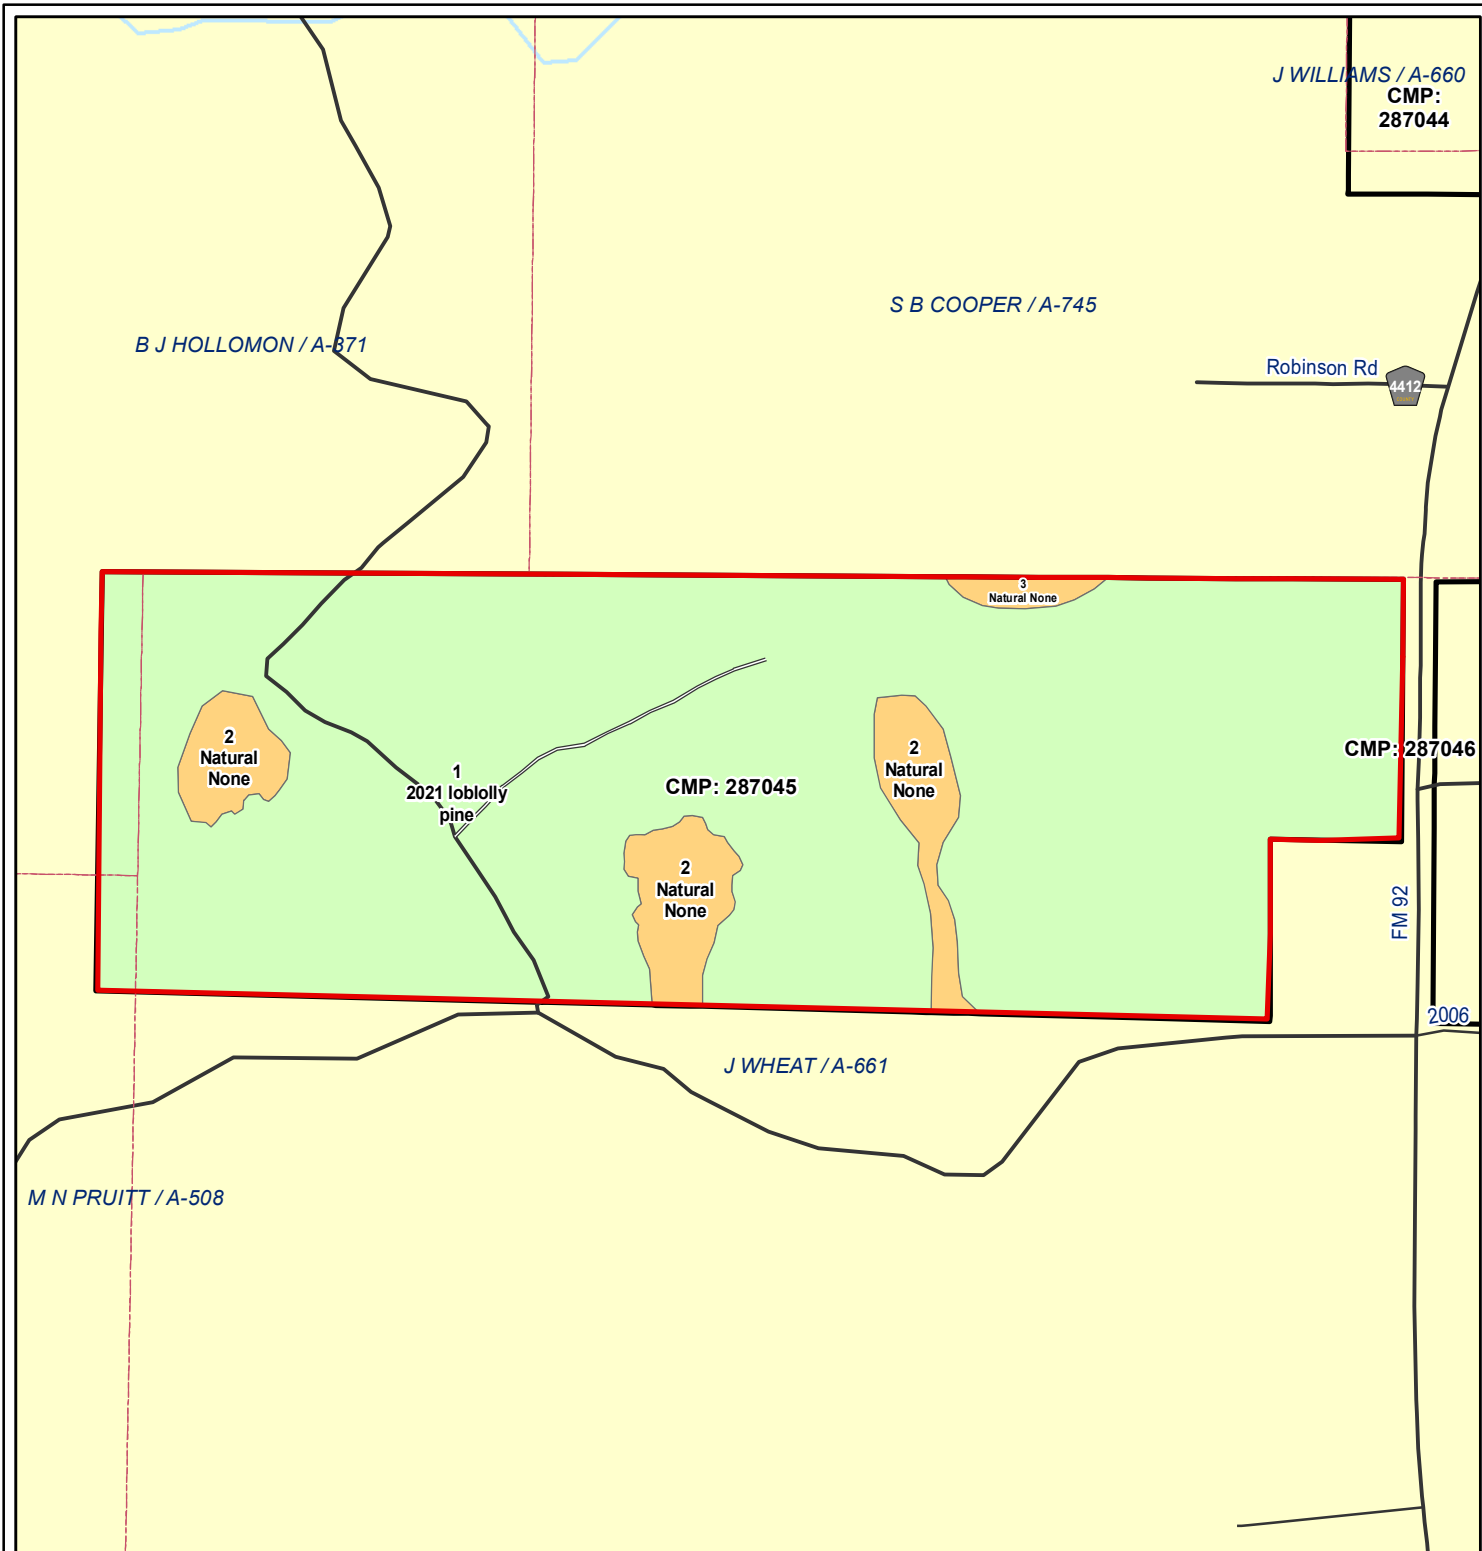 J WILLIAMS / A-660
CMP:
287044
S B COOPER / A-745
B J HOLLOMON / A-871
Robinson Rd
4412
3
Natural None
2
Natural
None
1
2021 loblolly
pine
CMP: 287045
2
Natural
None
2
Natural
None
CMP: 287046
FM 92
2006
J WHEAT / A-661
M N PRUITT / A-508